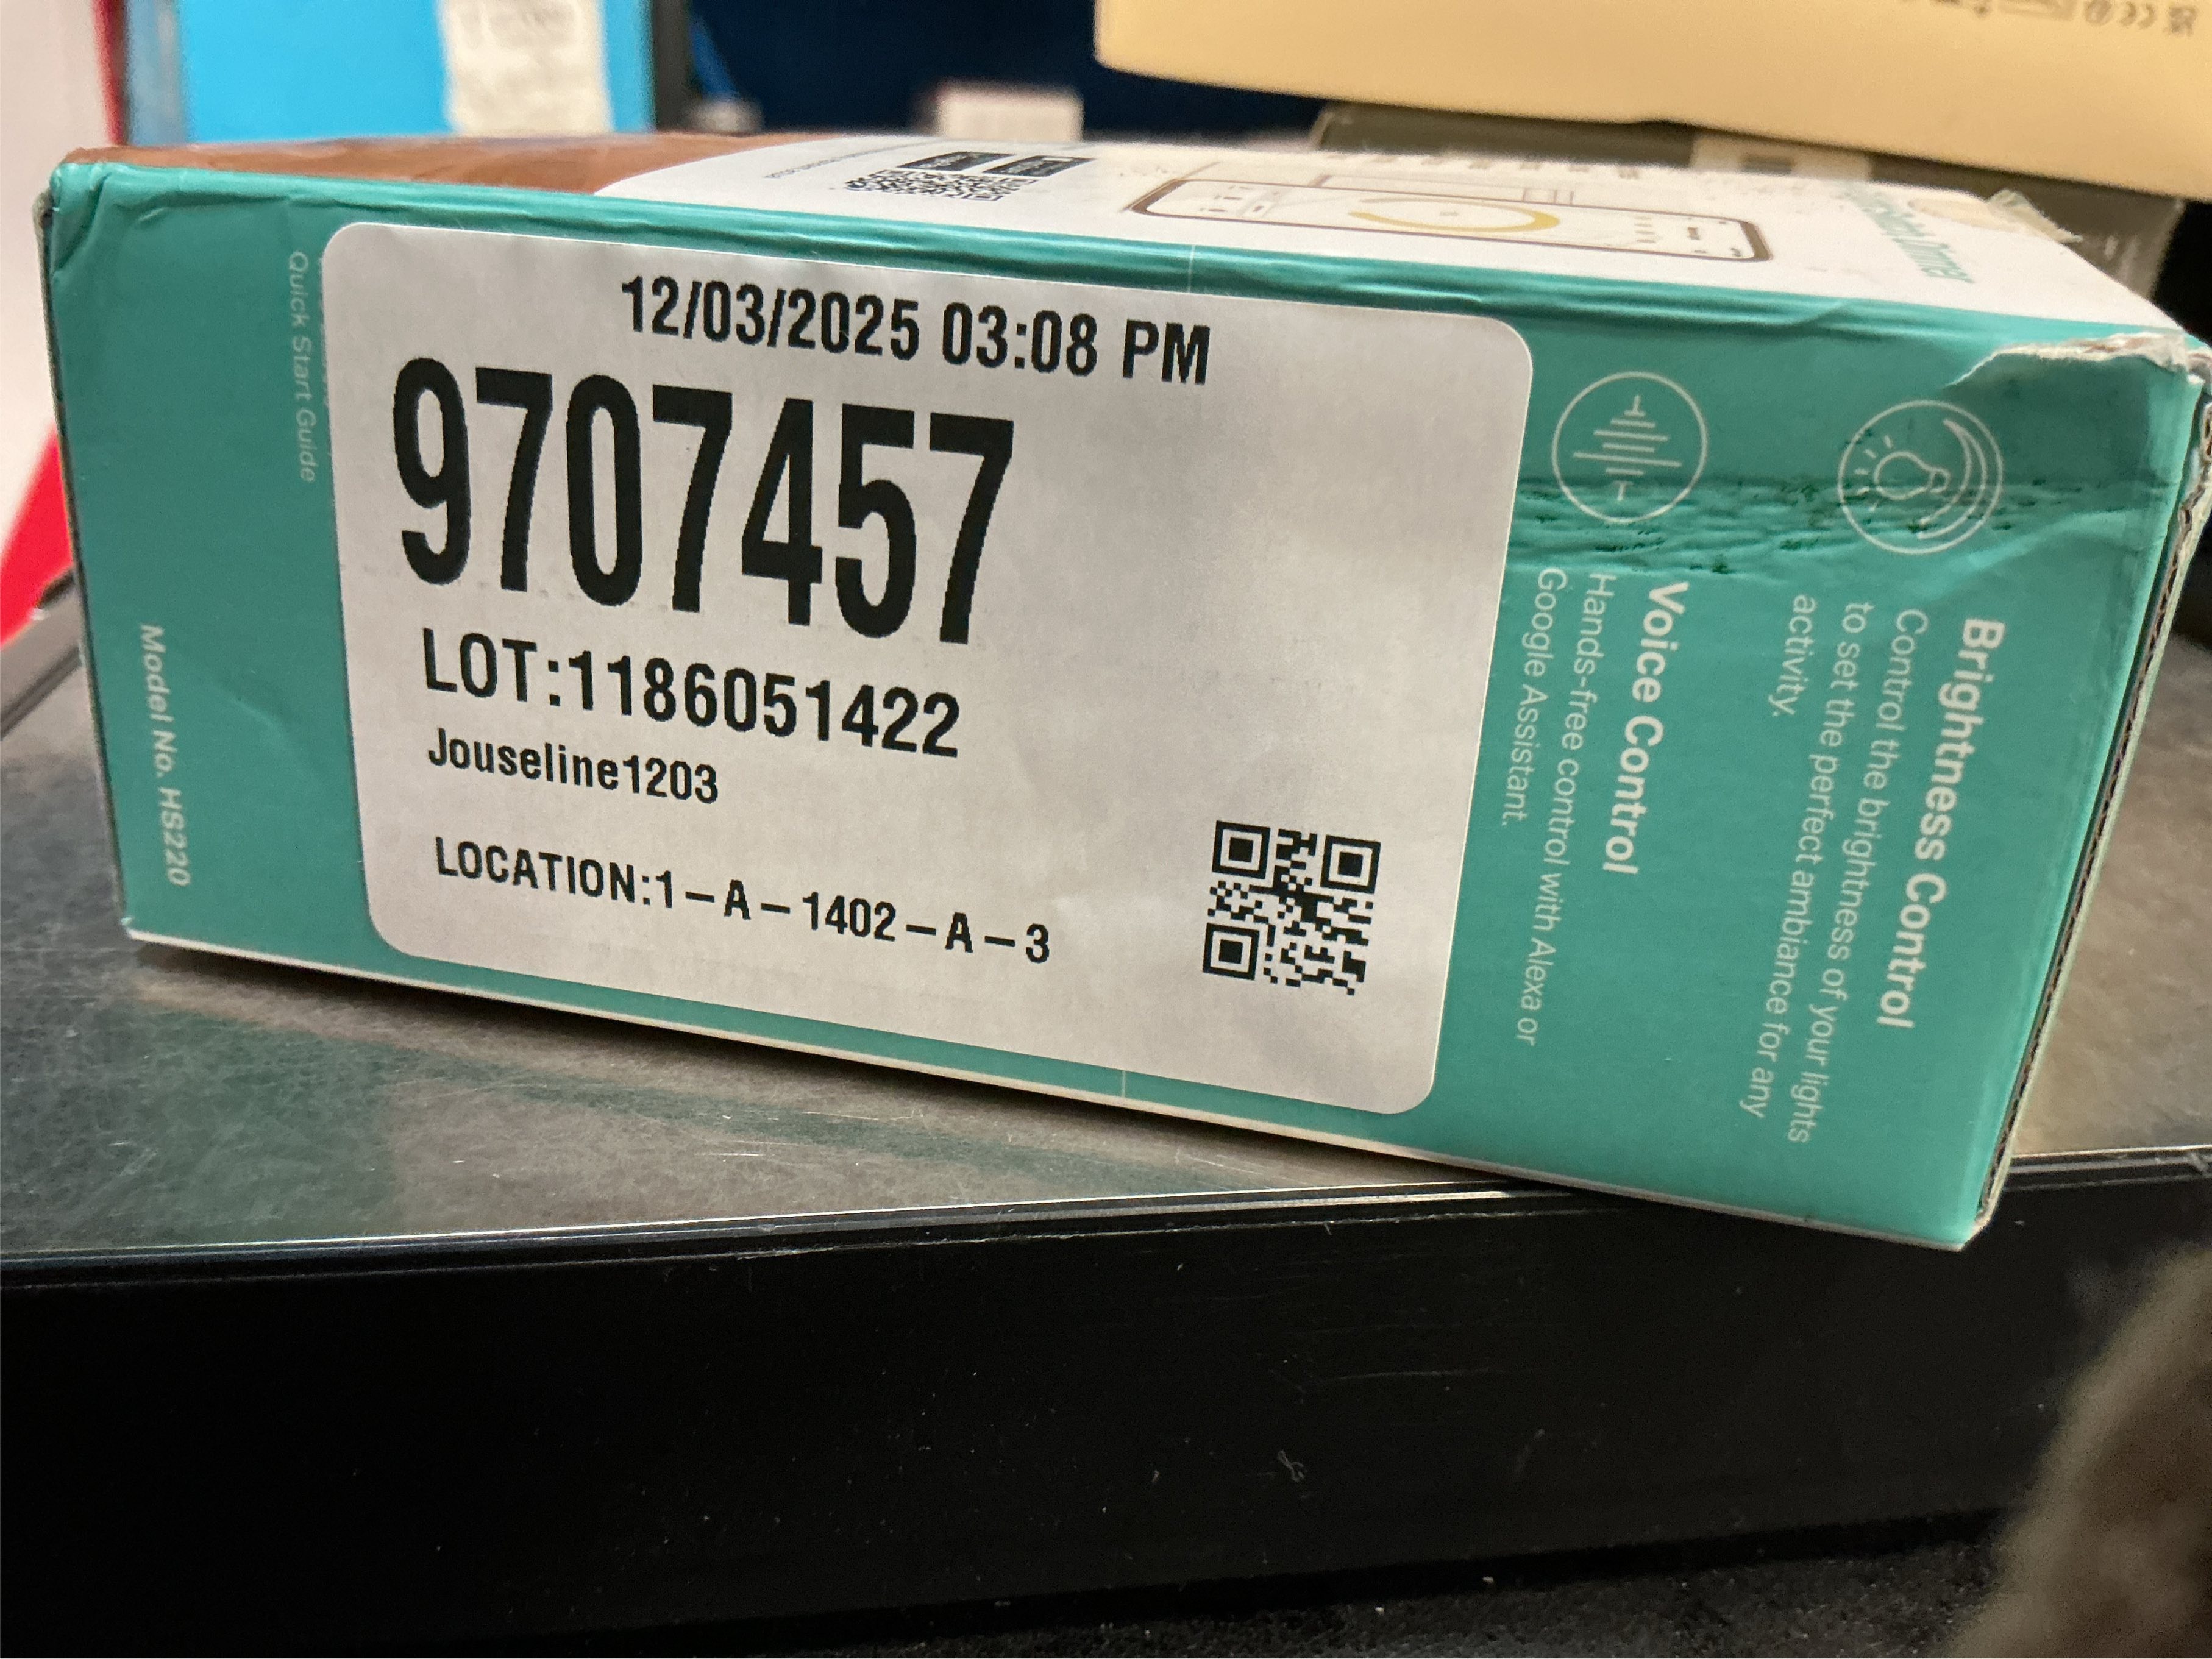 12/03/2025 03:08 PM
9707457
LOT:1186051422
Jouseline1203
LOCATION:1-A-1402-A-3
Quick Start Guide
Model No. HS220
Voice Control
Hands-free control with Alexa or
Google Assistant.
Brightness Control
Control the brightness of your lights
to set the perfect ambiance for any
activity.